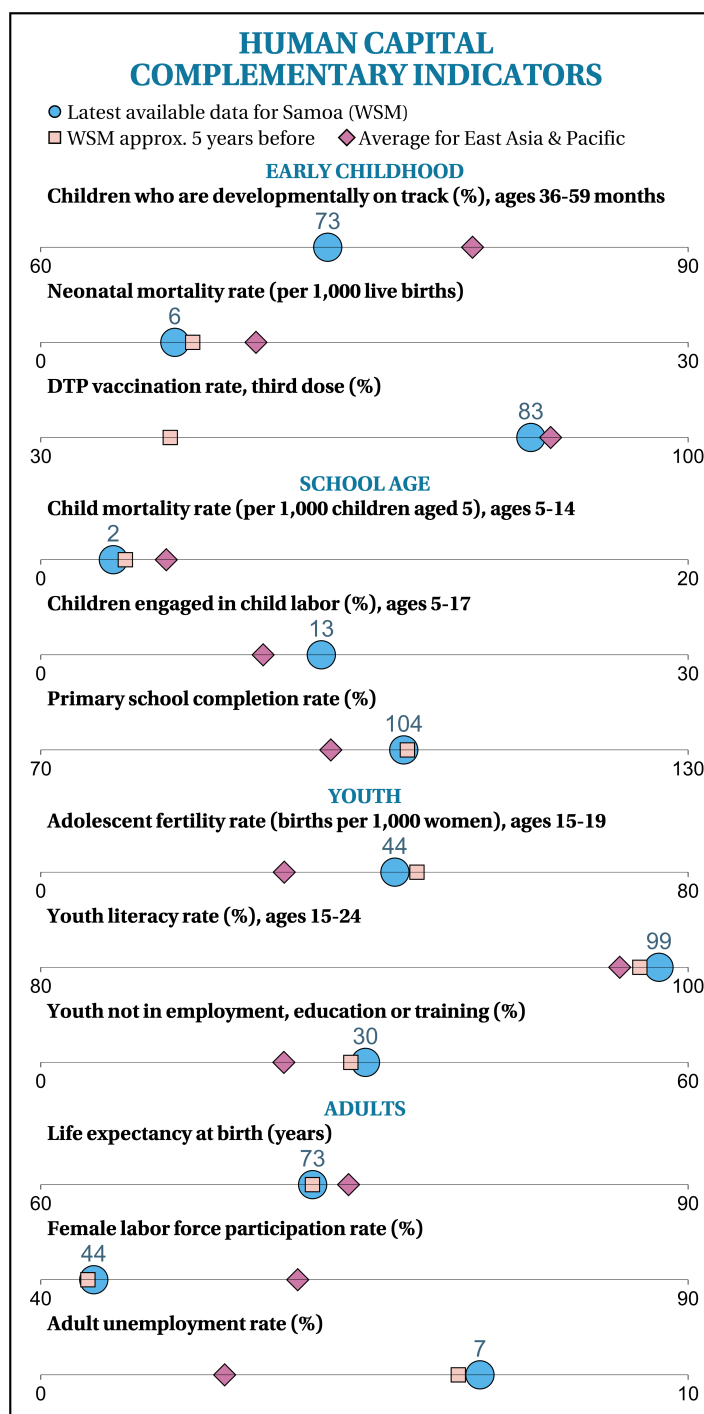 HUMAN CAPITAL
COMPLEMENTARY INDICATORS
Latest available data for Samoa (WSM)
WSM approx. 5 years before Average for East Asia & Pacific
EARLY CHILDHOOD
Children who are developmentally on track (%), ages 36-59 months
73
60 90
Neonatal mortality rate (per 1,000 live births)
6
0 30
DTP vaccination rate, third dose (%)
83
30 100
SCHOOL AGE
Child mortality rate (per 1,000 children aged 5), ages 5-14
2
0 20
Children engaged in child labor (%), ages 5-17
13
0 30
Primary school completion rate (%)
104
70 130
YOUTH
Adolescent fertility rate (births per 1,000 women), ages 15-19
44
0 80
Youth literacy rate (%), ages 15-24
99
80 100
Youth not in employment, education or training (%)
30
0 60
ADULTS
Life expectancy at birth (years)
73
60 90
Female labor force participation rate (%)
44
40 90
Adult unemployment rate (%)
7
0 10